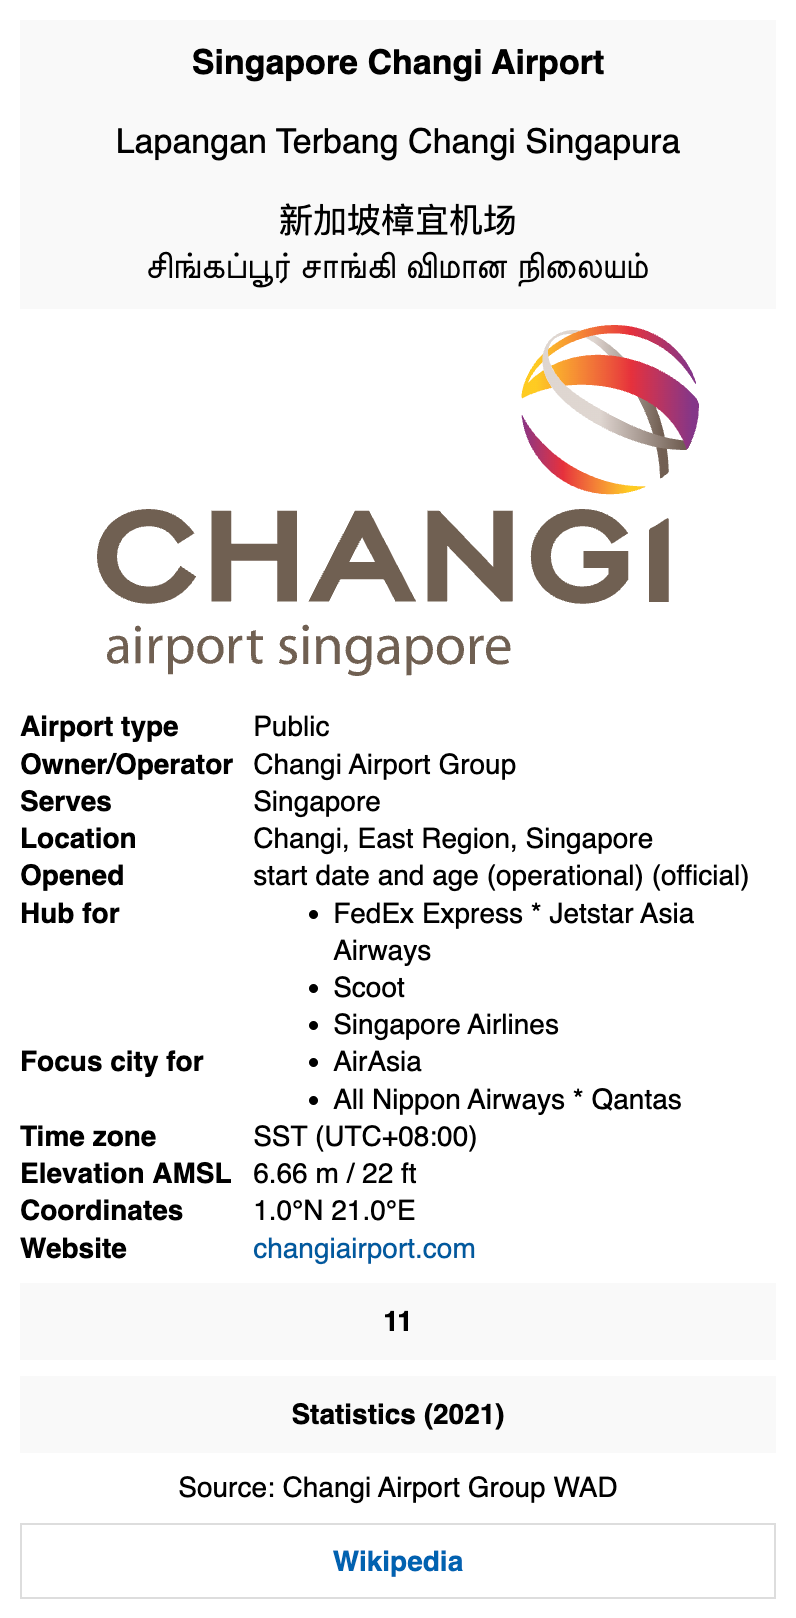 Singapore Changi Airport
Lapangan Terbang Changi Singapura
新加坡樟宜机场
சிங்கப்பூர் சாங்கி விமான நிலையம்
CHANGI
airport singapore
Airport type Public
Owner/Operator Changi Airport Group
Serves Singapore
Location Changi, East Region, Singapore
Opened start date and age (operational) (official)
Hub for • FedEx Express * Jetstar Asia
Airways
• Scoot
• Singapore Airlines
Focus city for • AirAsia
• All Nippon Airways * Qantas
Time zone SST (UTC+08:00)
Elevation AMSL 6.66 m / 22 ft
Coordinates 1.0°N 21.0°E
Website changiairport.com
11
Statistics (2021)
Source: Changi Airport Group WAD
Wikipedia